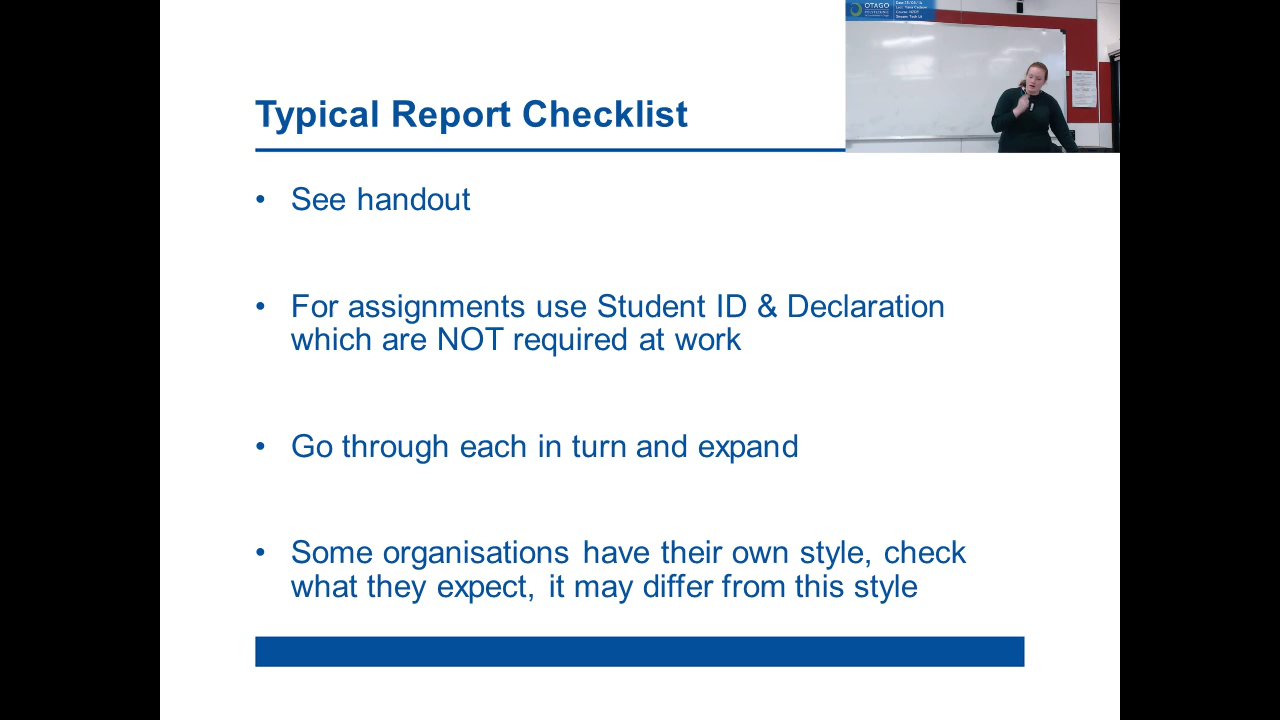 OTAGO
Typical Report Checklist
• See handout
• For assignments use Student ID & Declaration
which are NOT required at work
• Go through each in turn and expand
• Some organisations have their own style, check
what they expect, it may differ from this style